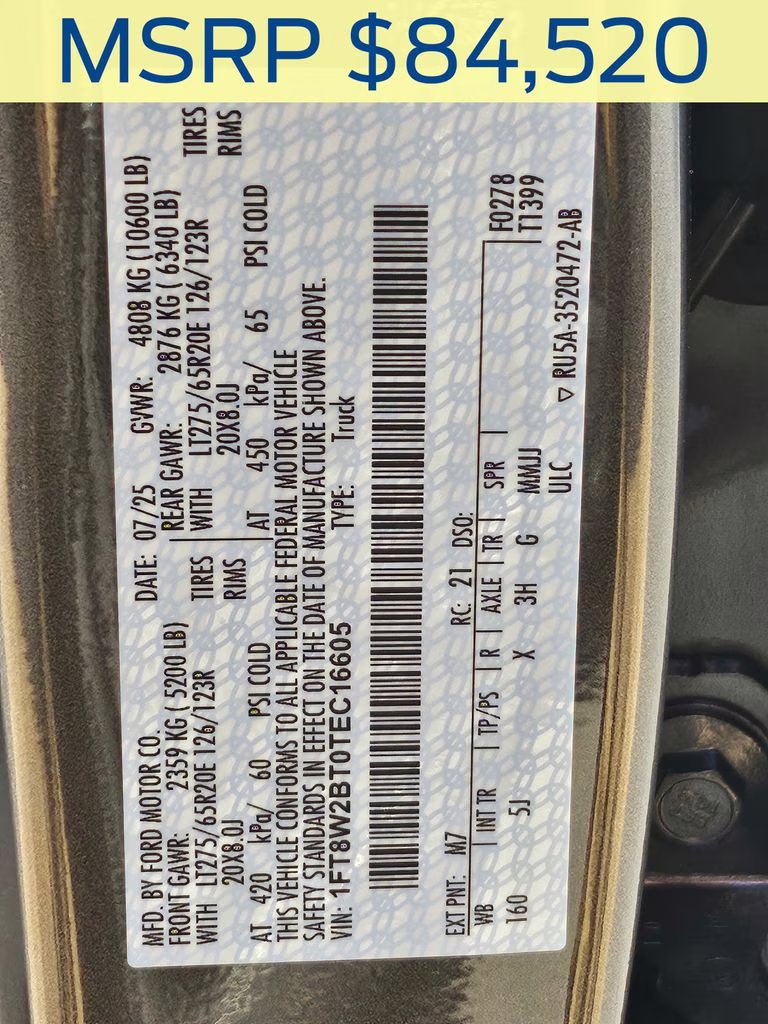 MSRP $84,520
MFD. BY FORD MOTOR CO.
DATE: 07/25 GVWR: 4808 KG (10600 LB)
FRONT GAWR: 2359 KG ( 5200 LB) REAR GAWR: 2876 KG ( 6340 LB)
WITH LT275/65R20E 126/123R TIRES WITH LT275/65R20E 126/123R TIRES
20X8.0J RIMS 20X8.0J RIMS
AT 420 kPa/ 60 PSI COLD AT 450 kPa/ 65 PSI COLD
THIS VEHICLE CONFORMS TO ALL APPLICABLE FEDERAL MOTOR VEHICLE
SAFETY STANDARDS IN EFFECT ON THE DATE OF MANUFACTURE SHOWN ABOVE.
VIN: 1FT8W2BT0TEC16605 TYPE: Truck
EXT PNT: M7 RC: 21 DSO:
WB INT TR TP/PS R AXLE TR SPR F0278
160 5J X 3H G MMJJ T1399
ULC ▽ RU5A-3520472-AB